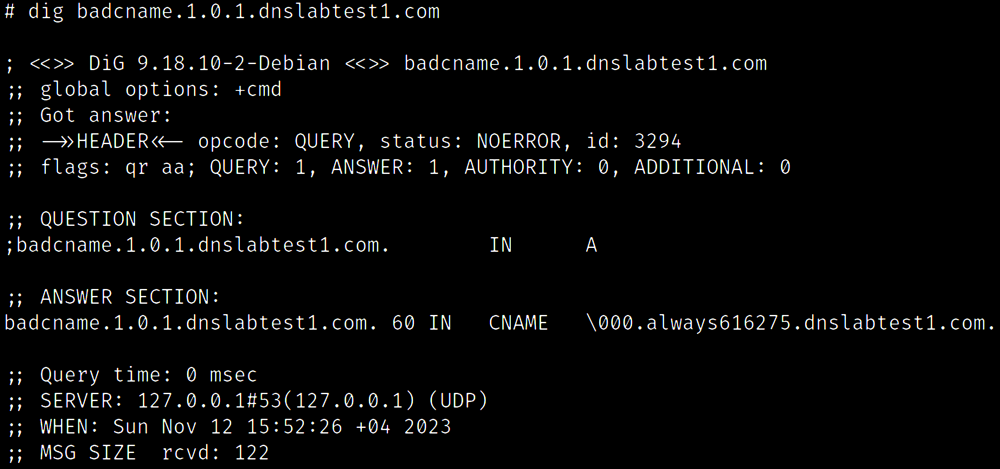 # dig badcname.1.0.1.dnslabtest1.com
; <<>> DiG 9.18.10-2-Debian <<>> badcname.1.0.1.dnslabtest1.com
;; global options: +cmd
;; Got answer:
;; ->>HEADER<<- opcode: QUERY, status: NOERROR, id: 3294
;; flags: qr aa; QUERY: 1, ANSWER: 1, AUTHORITY: 0, ADDITIONAL: 0
;; QUESTION SECTION:
;badcname.1.0.1.dnslabtest1.com. IN A
;; ANSWER SECTION:
badcname.1.0.1.dnslabtest1.com. 60 IN CNAME \000.always616275.dnslabtest1.com.
;; Query time: 0 msec
;; SERVER: 127.0.0.1#53(127.0.0.1) (UDP)
;; WHEN: Sun Nov 12 15:52:26 +04 2023
;; MSG SIZE  rcvd: 122